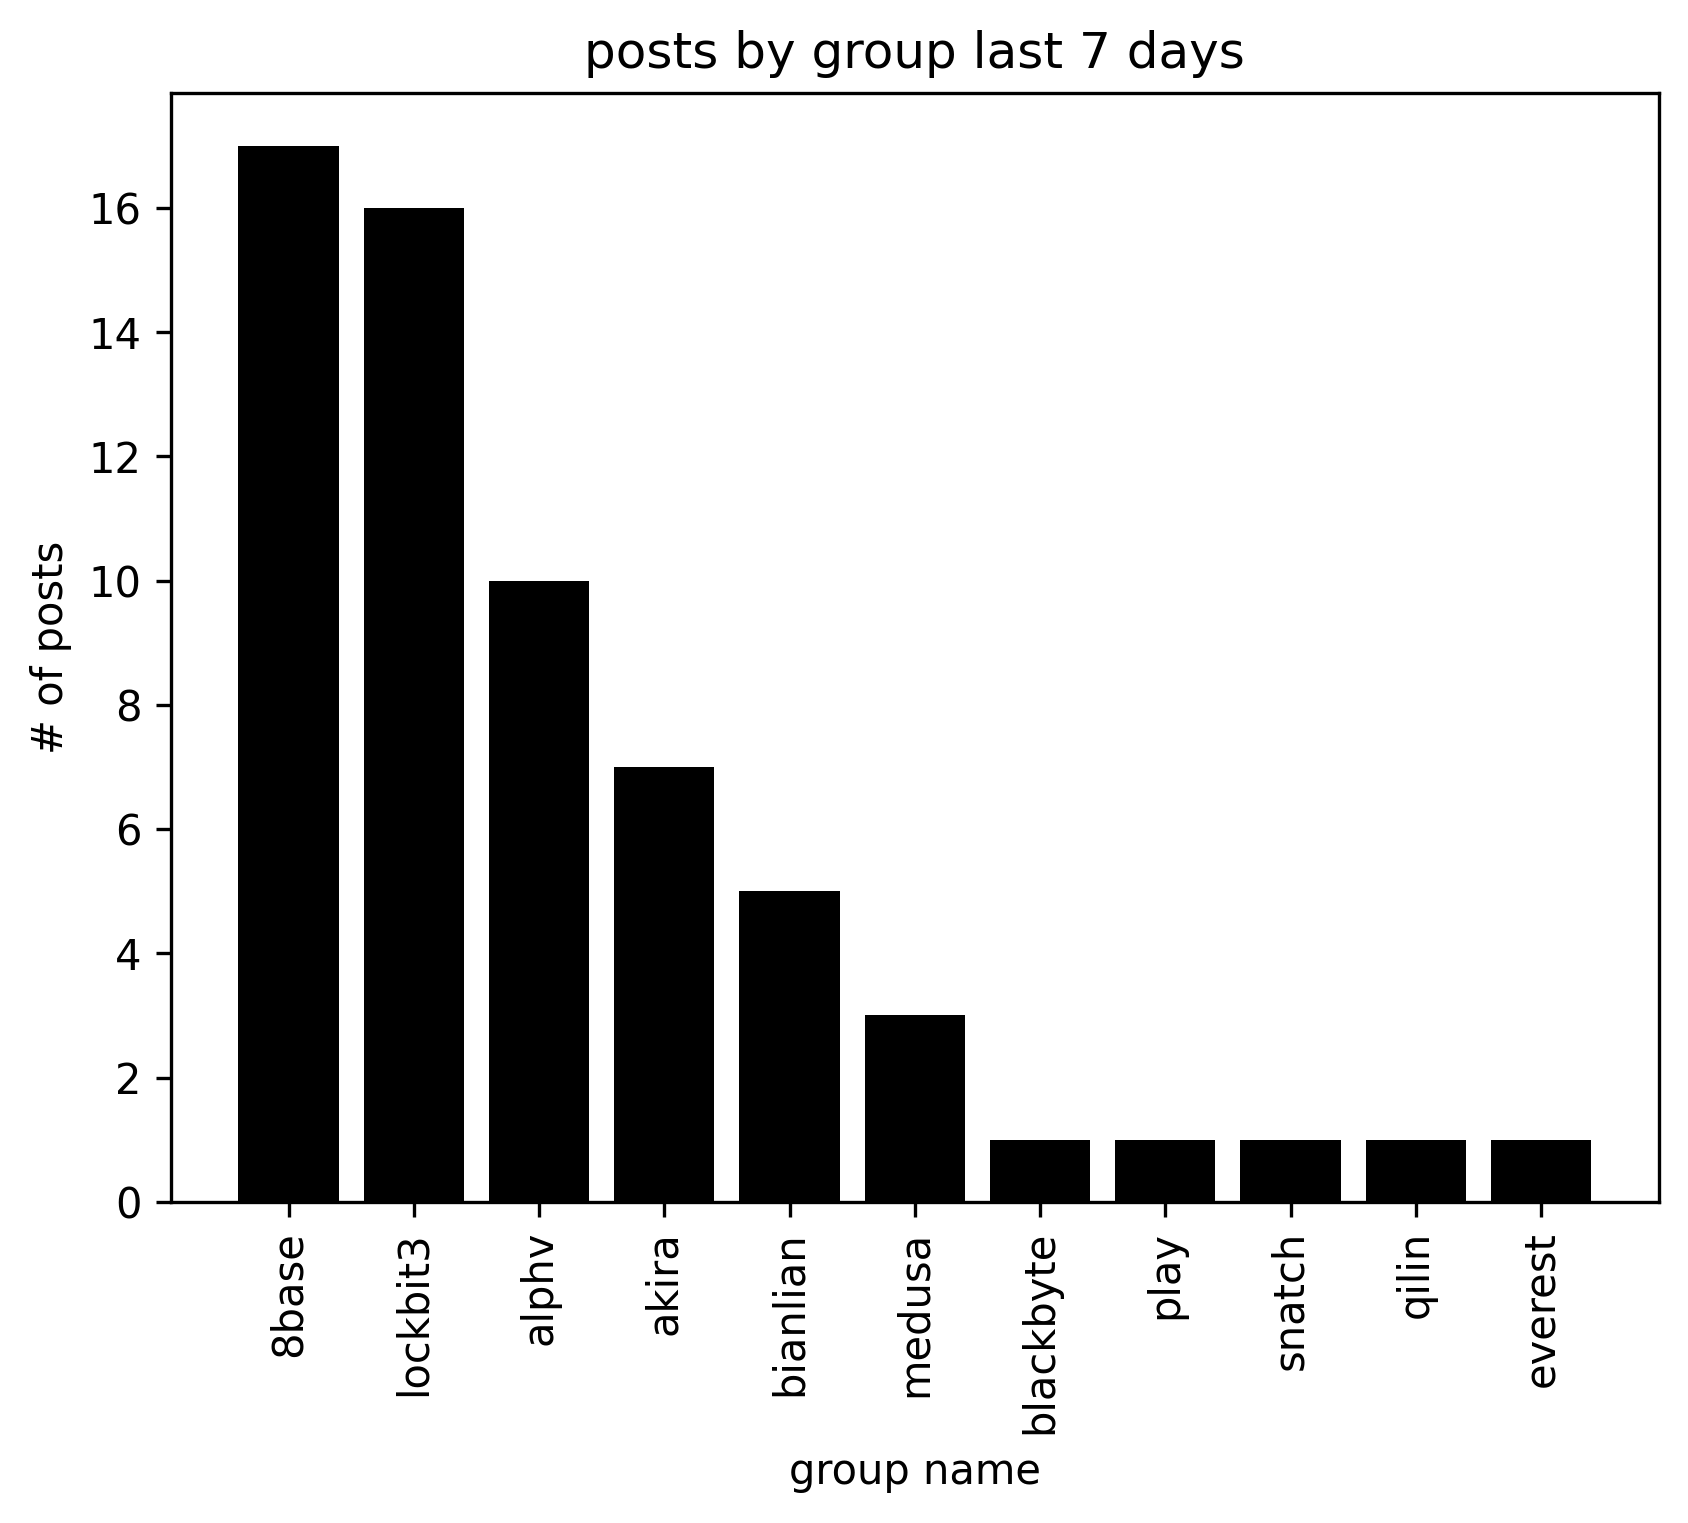 posts by group last 7 days
# of posts
16
14
12
10
8
6
4
2
0
8base
lockbit3
alphv
akira
bianlian
medusa
blackbyte
play
snatch
qilin
everest
group name